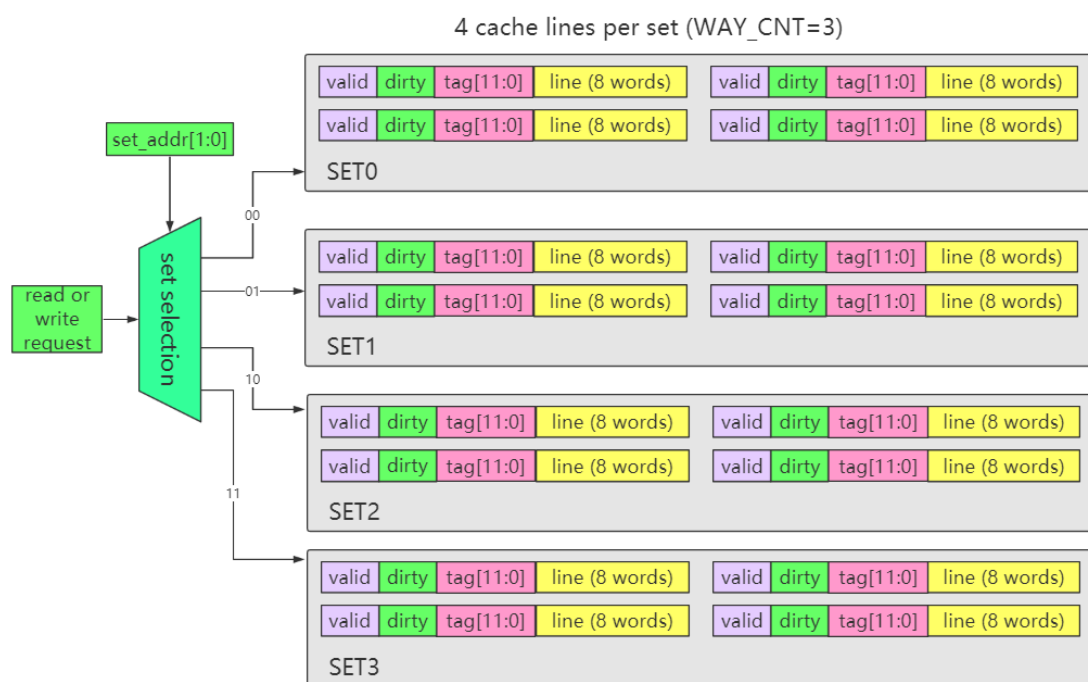 4 cache lines per set (WAY_CNT=3)
valid dirty tag[11:0] line (8 words) valid dirty tag[11:0] line (8 words)
valid dirty tag[11:0] line (8 words) valid dirty tag[11:0] line (8 words)
SET0
set_addr[1:0]
00
valid dirty tag[11:0] line (8 words) valid dirty tag[11:0] line (8 words)
valid dirty tag[11:0] line (8 words) valid dirty tag[11:0] line (8 words)
SET1
set selection
01
read or
write
request
10
valid dirty tag[11:0] line (8 words) valid dirty tag[11:0] line (8 words)
valid dirty tag[11:0] line (8 words) valid dirty tag[11:0] line (8 words)
SET2
11
valid dirty tag[11:0] line (8 words) valid dirty tag[11:0] line (8 words)
valid dirty tag[11:0] line (8 words) valid dirty tag[11:0] line (8 words)
SET3